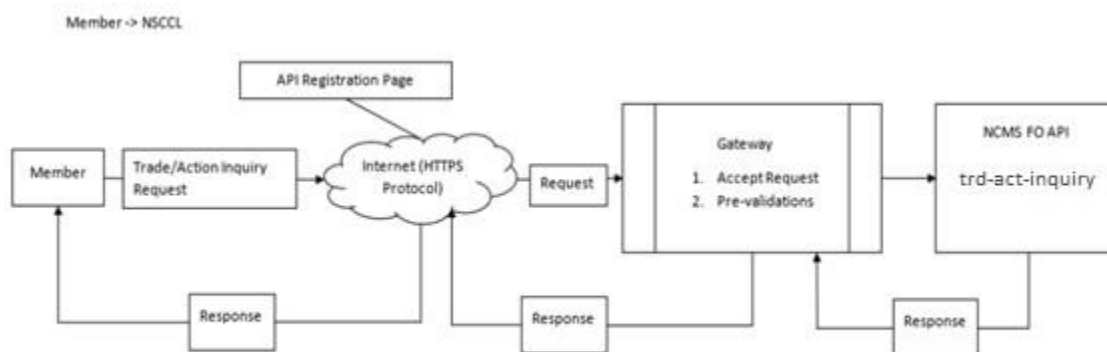 Member -> NSCCL
API Registration Page
Member
Trade/Action Inquiry
Request
Internet (HTTPS
Protocol)
Request
Gateway
1. Accept Request
2. Pre-validations
NCMS FO API
trd-act-inquiry
Response
Response
Response